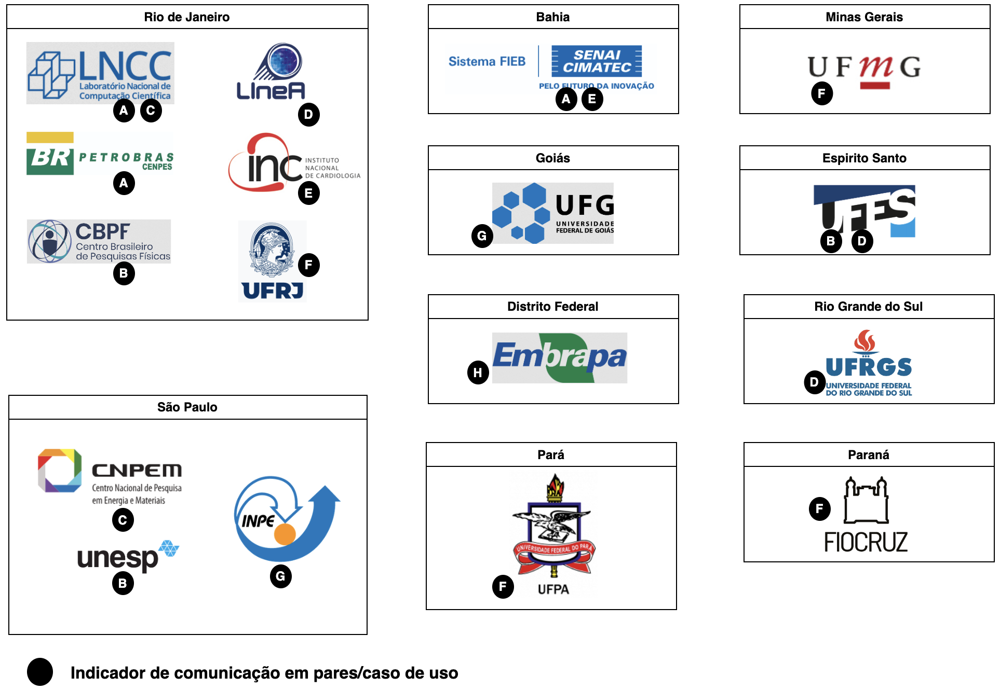 Rio de Janeiro
LNCC
Laboratório Nacional de
Computação Científica
A C
LIneA
D
BR PETROBRAS
CENPES
A
inc INSTITUTO
NACIONAL
DE CARDIOLOGIA
E
CBPF
Centro Brasileiro
de Pesquisas Físicas
B
F
UFRJ
Bahia
Sistema FIEB
SENAI
CIMATEC
PELO FUTURO DA INOVAÇÃO
A E
Minas Gerais
UFmG
F
Goiás
UFG
UNIVERSIDADE
FEDERAL DE GOIÁS
G
Espirito Santo
UFES
B D
Distrito Federal
Embrapa
H
Rio Grande do Sul
UFRGS
D
UNIVERSIDADE FEDERAL
DO RIO GRANDE DO SUL
São Paulo
CNPEM
Centro Nacional de Pesquisa
em Energia e Materiais
C
INPE
unesp
B
G
Pará
UNIVERSIDADE FEDERAL DO PARÁ
F
UFPA
Paraná
F
FIOCRUZ
Indicador de comunicação em pares/caso de uso